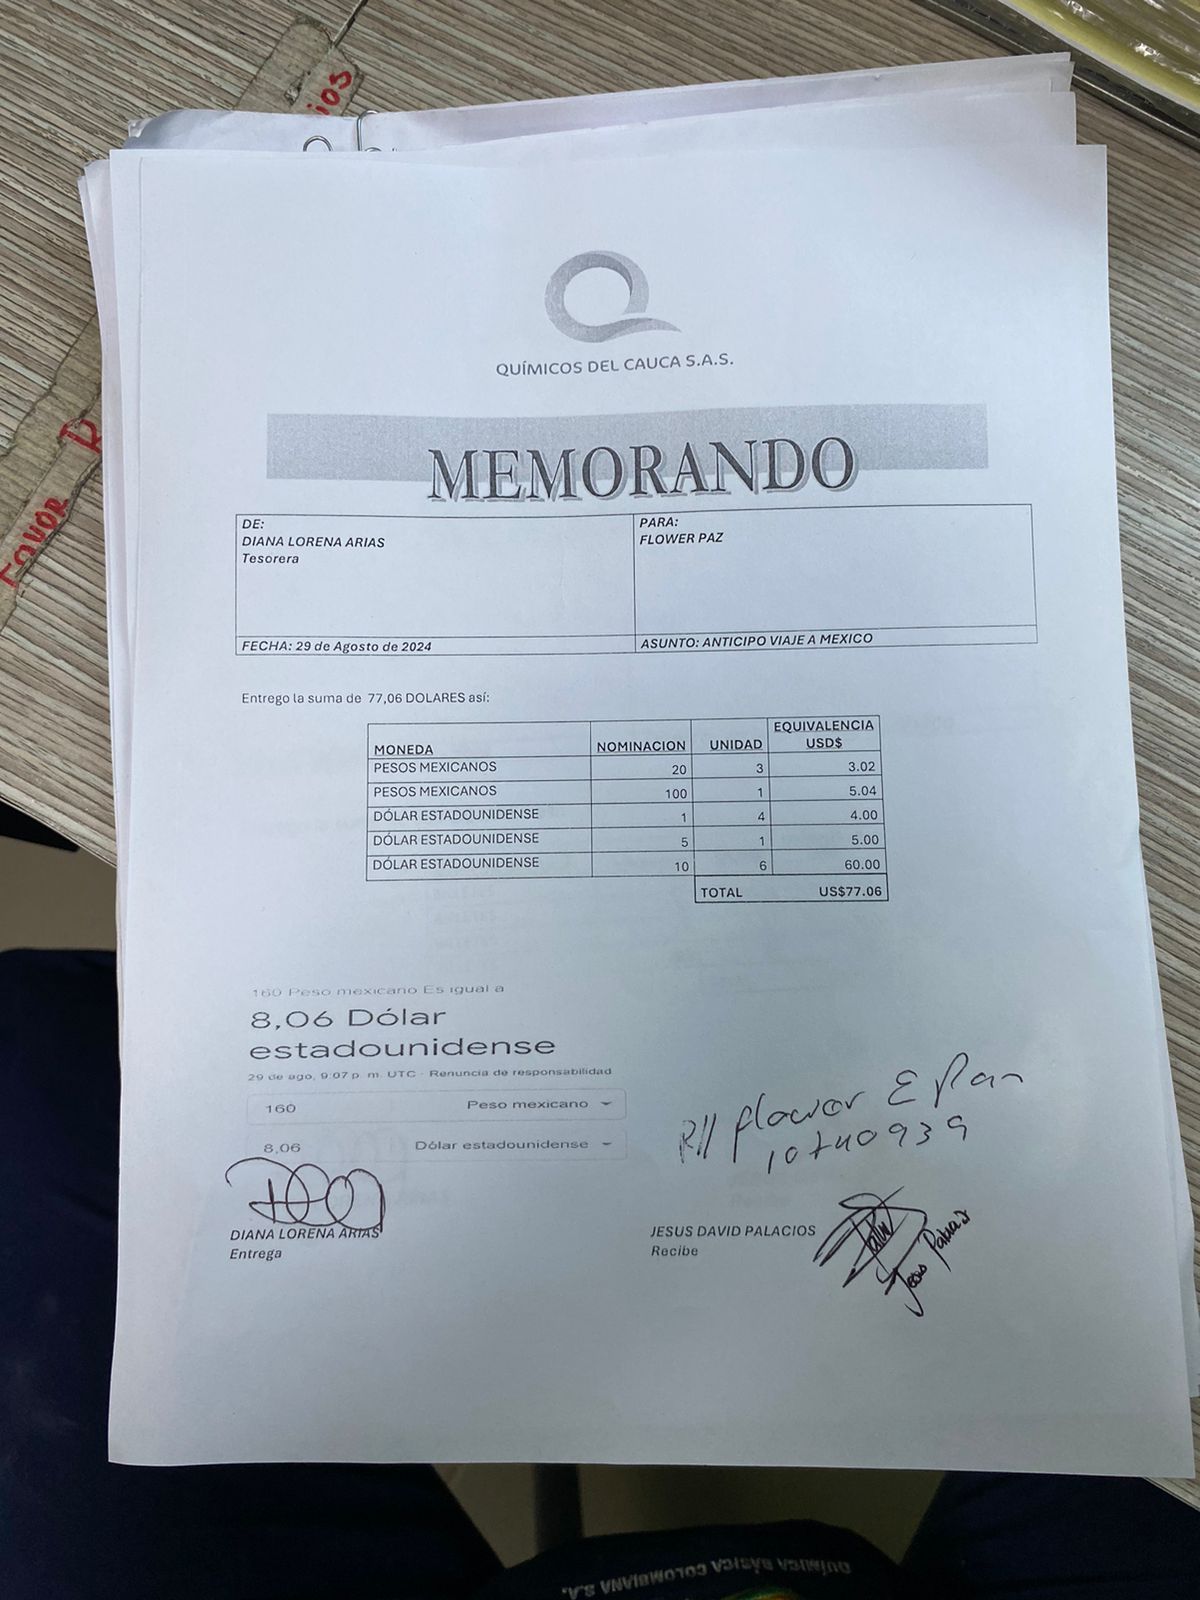 ios
R
Favor
QUÍMICOS DEL CAUCA S.A.S.
MEMORANDO
DE:
DIANA LORENA ARIAS
Tesorera
PARA:
FLOWER PAZ
FECHA: 29 de Agosto de 2024
ASUNTO: ANTICIPO VIAJE A MEXICO
Entrego la suma de 77,06 DOLARES así:
MONEDA NOMINACION UNIDAD EQUIVALENCIA USD$
PESOS MEXICANOS 20 3 3.02
PESOS MEXICANOS 100 1 5.04
DÓLAR ESTADOUNIDENSE 1 4 4.00
DÓLAR ESTADOUNIDENSE 5 1 5.00
DÓLAR ESTADOUNIDENSE 10 6 60.00
TOTAL US$77.06
160 Peso mexicano Es igual a
8,06 Dólar
estadounidense
29 de ago, 9:07 p. m. UTC - Renuncia de responsabilidad
160 Peso mexicano
8,06 Dólar estadounidense
R// flower E Paz
10740939
DIANA LORENA ARIAS
Entrega
JESUS DAVID PALACIOS
Recibe
Jesus Palacios
QUÍMICA BÁSICA COLOMBIANA S.A.